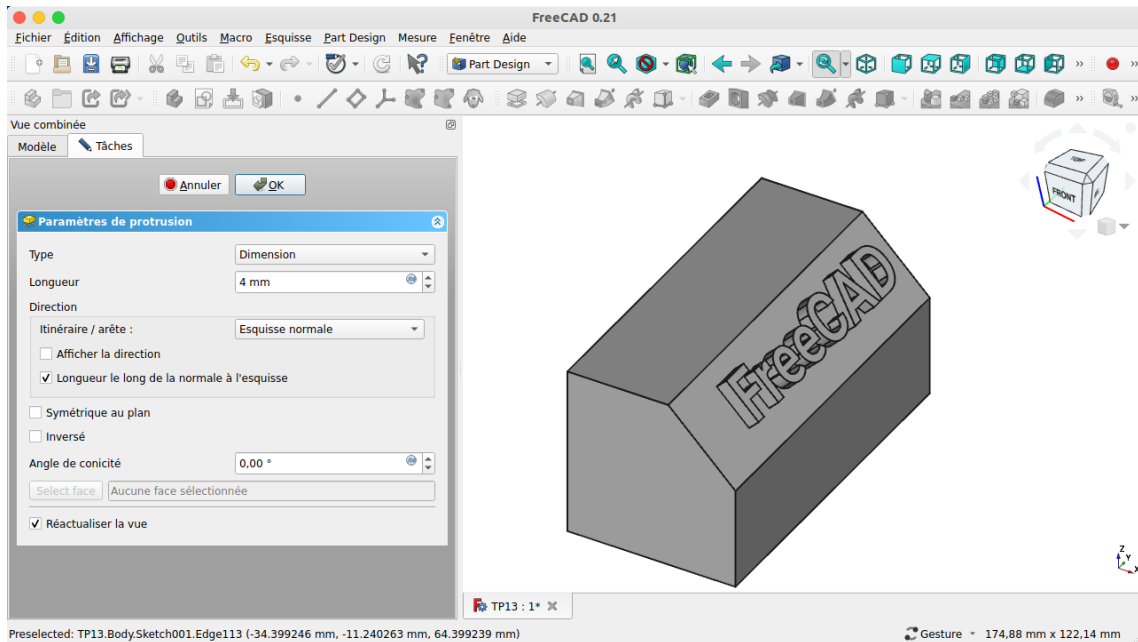 FreeCAD 0.21
Fichier Édition Affichage Outils Macro Esquisse Part Design Mesure Fenêtre Aide
Part Design
Vue combinée
Modèle Tâches
Annuler OK
Paramètres de protrusion
Type Dimension
Longueur 4 mm
Direction
Itinéraire / arête : Esquisse normale
Afficher la direction
Longueur le long de la normale à l'esquisse
Symétrique au plan
Inversé
Angle de conicité 0,00 °
Select face Aucune face sélectionnée
Réactualiser la vue
IFreeCAD
TOP
FRONT
Z
Y
X
TP13 : 1*
Preselected: TP13.Body.Sketch001.Edge113 (-34.399246 mm, -11.240263 mm, 64.399239 mm)
Gesture 174,88 mm x 122,14 mm